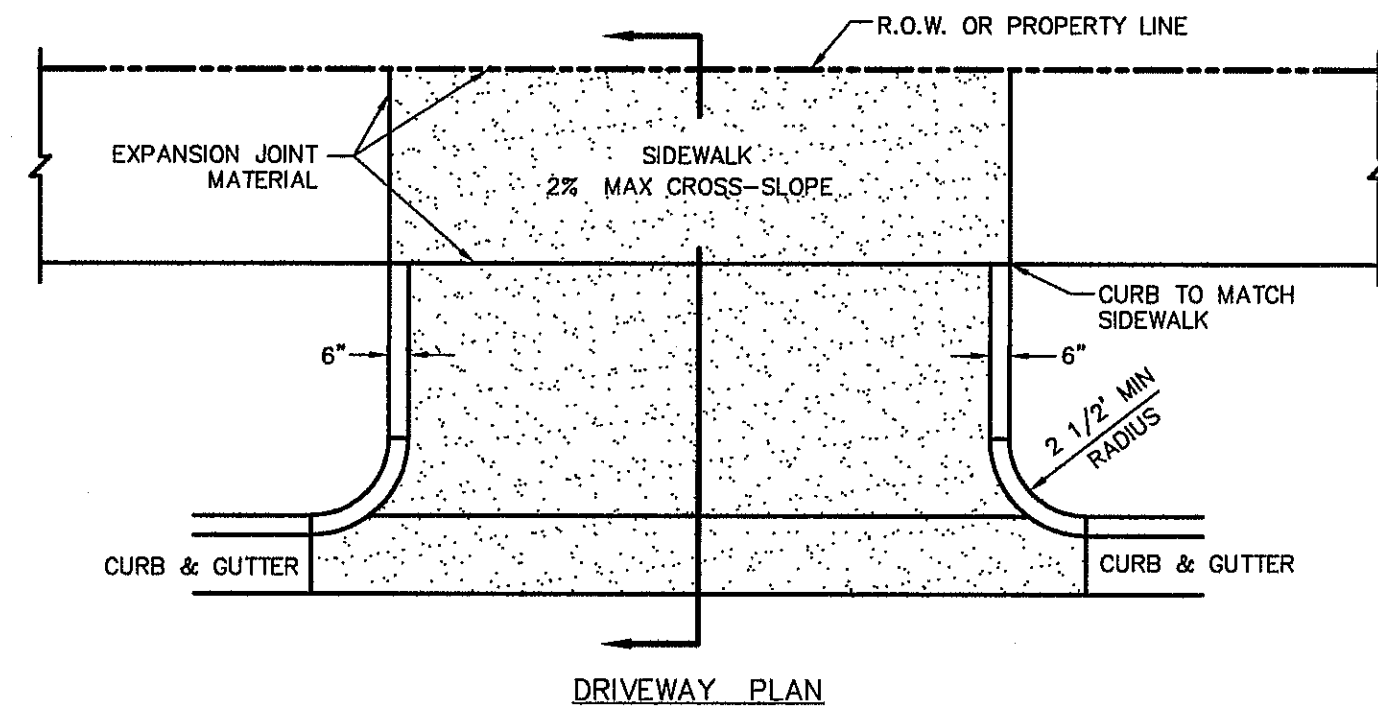 R.O.W. OR PROPERTY LINE
EXPANSION JOINT
MATERIAL
SIDEWALK
2% MAX CROSS-SLOPE
CURB TO MATCH
SIDEWALK
6"
6"
2 1/2' MIN
RADIUS
CURB & GUTTER
CURB & GUTTER
DRIVEWAY PLAN